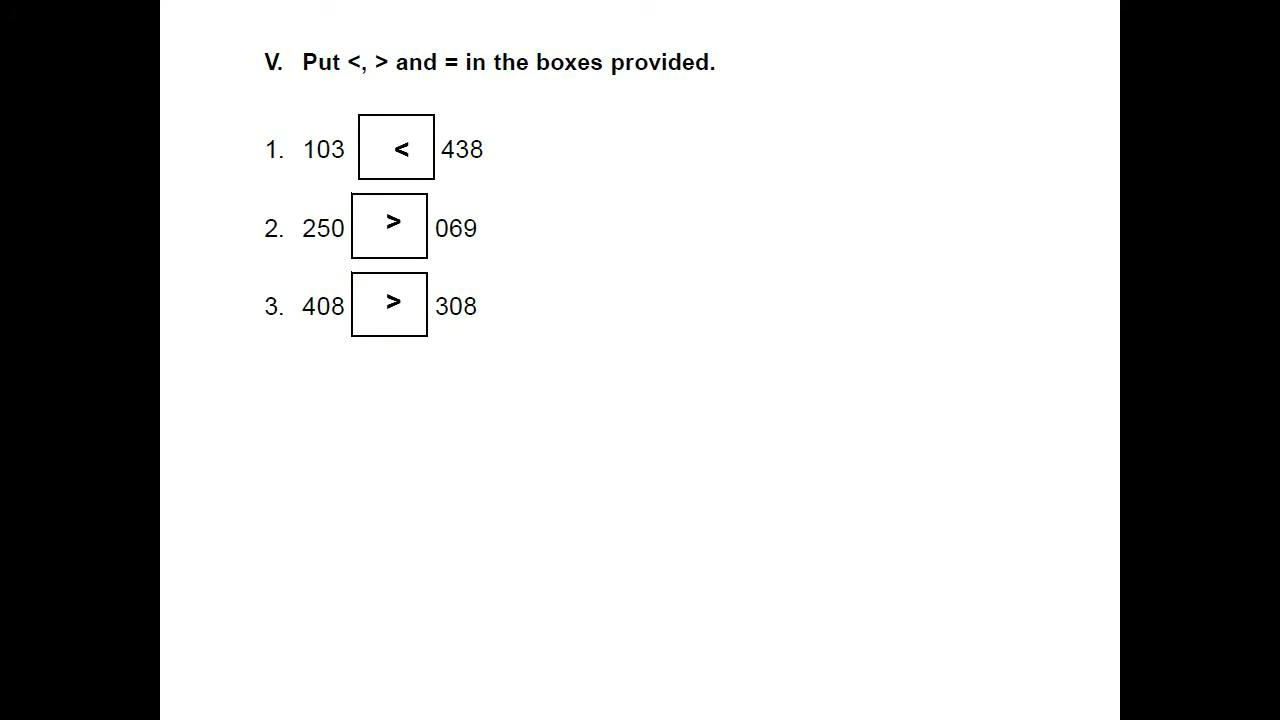 V. Put <, > and = in the boxes provided.
1. 103 < 438
2. 250 > 069
3. 408 > 308